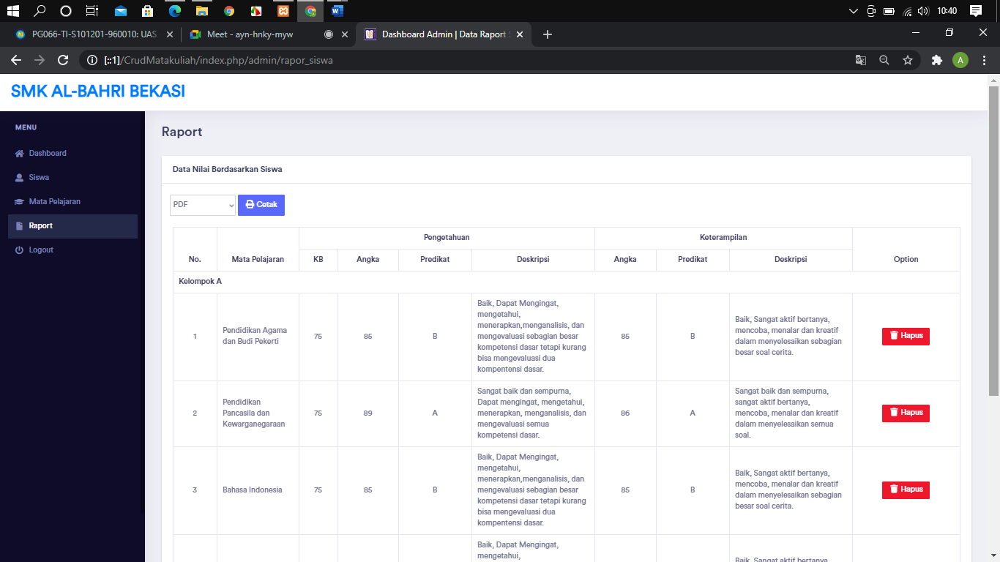 10:40
PG066-TI-S101201-960010: UAS
Meet - ayn-hnky-myw
Dashboard Admin | Data Raport S
[::1]/CrudMatakuliah/index.php/admin/rapor_siswa
A
SMK AL-BAHRI BEKASI
MENU
Dashboard
Siswa
Mata Pelajaran
Raport
Logout
Raport
Data Nilai Berdasarkan Siswa
PDF
Cetak
Pengetahuan
Keterampilan
No.
Mata Pelajaran
KB
Angka
Predikat
Deskripsi
Angka
Predikat
Deskripsi
Option
Kelompok A
1
Pendidikan Agama
dan Budi Pekerti
75
85
B
Baik, Dapat Mengingat,
mengetahui,
menerapkan,menganalisis, dan
mengevaluasi sebagian besar
kompetensi dasar tetapi kurang
bisa mengevaluasi dua
kompentensi dasar.
85
B
Baik, Sangat aktif bertanya,
mencoba, menalar dan kreatif
dalam menyelesaikan sebagian
besar soal cerita.
Hapus
2
Pendidikan
Pancasila dan
Kewarganegaraan
75
89
A
Sangat baik dan sempurna,
Dapat mengingat, mengetahui,
menerapkan, menganalisis, dan
mengevaluasi semua
kompetensi dasar.
86
A
Sangat baik dan sempurna,
sangat aktif bertanya,
mencoba, menalar dan kreatif
dalam menyelesaikan semua
soal.
Hapus
3
Bahasa Indonesia
75
85
B
Baik, Dapat Mengingat,
mengetahui,
menerapkan,menganalisis, dan
mengevaluasi sebagian besar
kompetensi dasar tetapi kurang
bisa mengevaluasi dua
kompentensi dasar.
85
B
Baik, Sangat aktif bertanya,
mencoba, menalar dan kreatif
dalam menyelesaikan sebagian
besar soal cerita.
Hapus
Baik, Dapat Mengingat,
mengetahui,
Baik, Sangat aktif bertanya,